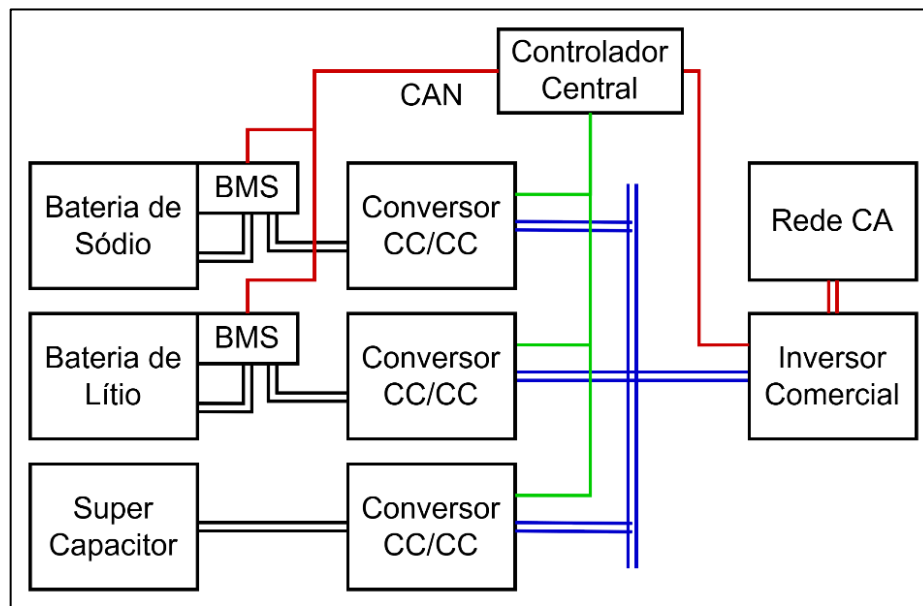 Controlador
Central
CAN
BMS
Bateria de
Sódio
Conversor
CC/CC
Rede CA
BMS
Bateria de
Lítio
Conversor
CC/CC
Inversor
Comercial
Super
Capacitor
Conversor
CC/CC